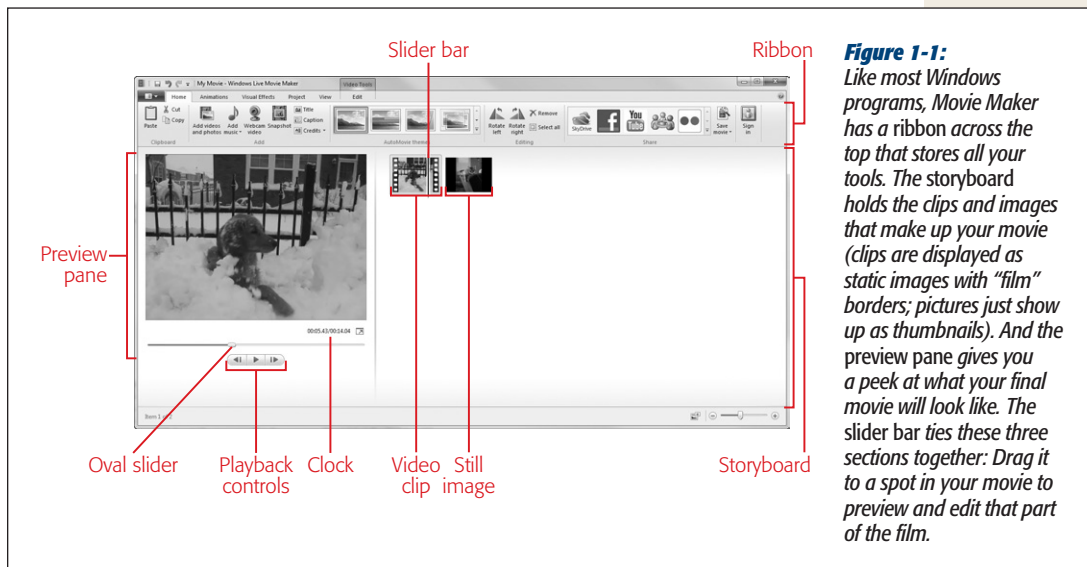 Slider bar
Ribbon
My Movie - Windows Live Movie Maker
Video Tools
Home Animations Visual Effects Project View Edit
Paste
Cut
Copy
Clipboard
Add videos and photos
Add music
Webcam video
Snapshot
Title
Caption
Credits
Add
AutoMovie themes
Rotate left
Rotate right
Remove
Select all
Editing
SkyDrive
f
You Tube
Share
Save movie
Sign in
Preview
pane
00:05.43/00:14.04
Item 1 of 2
Oval slider
Playback
controls
Clock
Video
clip
Still
image
Storyboard
Figure 1-1:
Like most Windows
programs, Movie Maker
has a ribbon across the
top that stores all your
tools. The storyboard
holds the clips and images
that make up your movie
(clips are displayed as
static images with “film”
borders; pictures just show
up as thumbnails). And the
preview pane gives you
a peek at what your final
movie will look like. The
slider bar ties these three
sections together: Drag it
to a spot in your movie to
preview and edit that part
of the film.